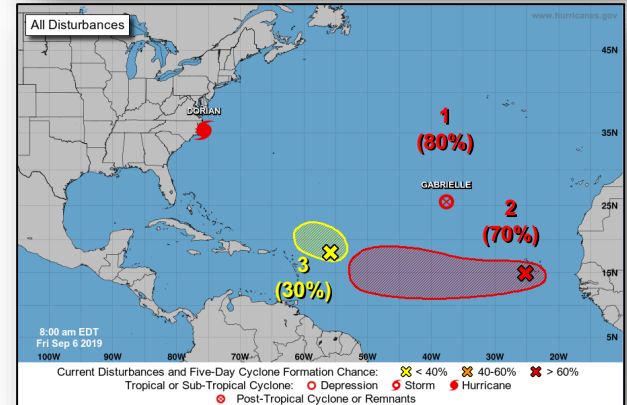 All Disturbances
www.hurricanes.gov
45N
DORIAN
1
(80%)
35N
GABRIELLE
2
(70%)
25N
3
(30%)
15N
8:00 am EDT
Fri Sep 6 2019
5N
100W 90W 80W 70W 60W 50W 40W 30W 20W
Current Disturbances and Five-Day Cyclone Formation Chance: < 40% 40-60% > 60%
Tropical or Sub-Tropical Cyclone: Depression Storm Hurricane
Post-Tropical Cyclone or Remnants